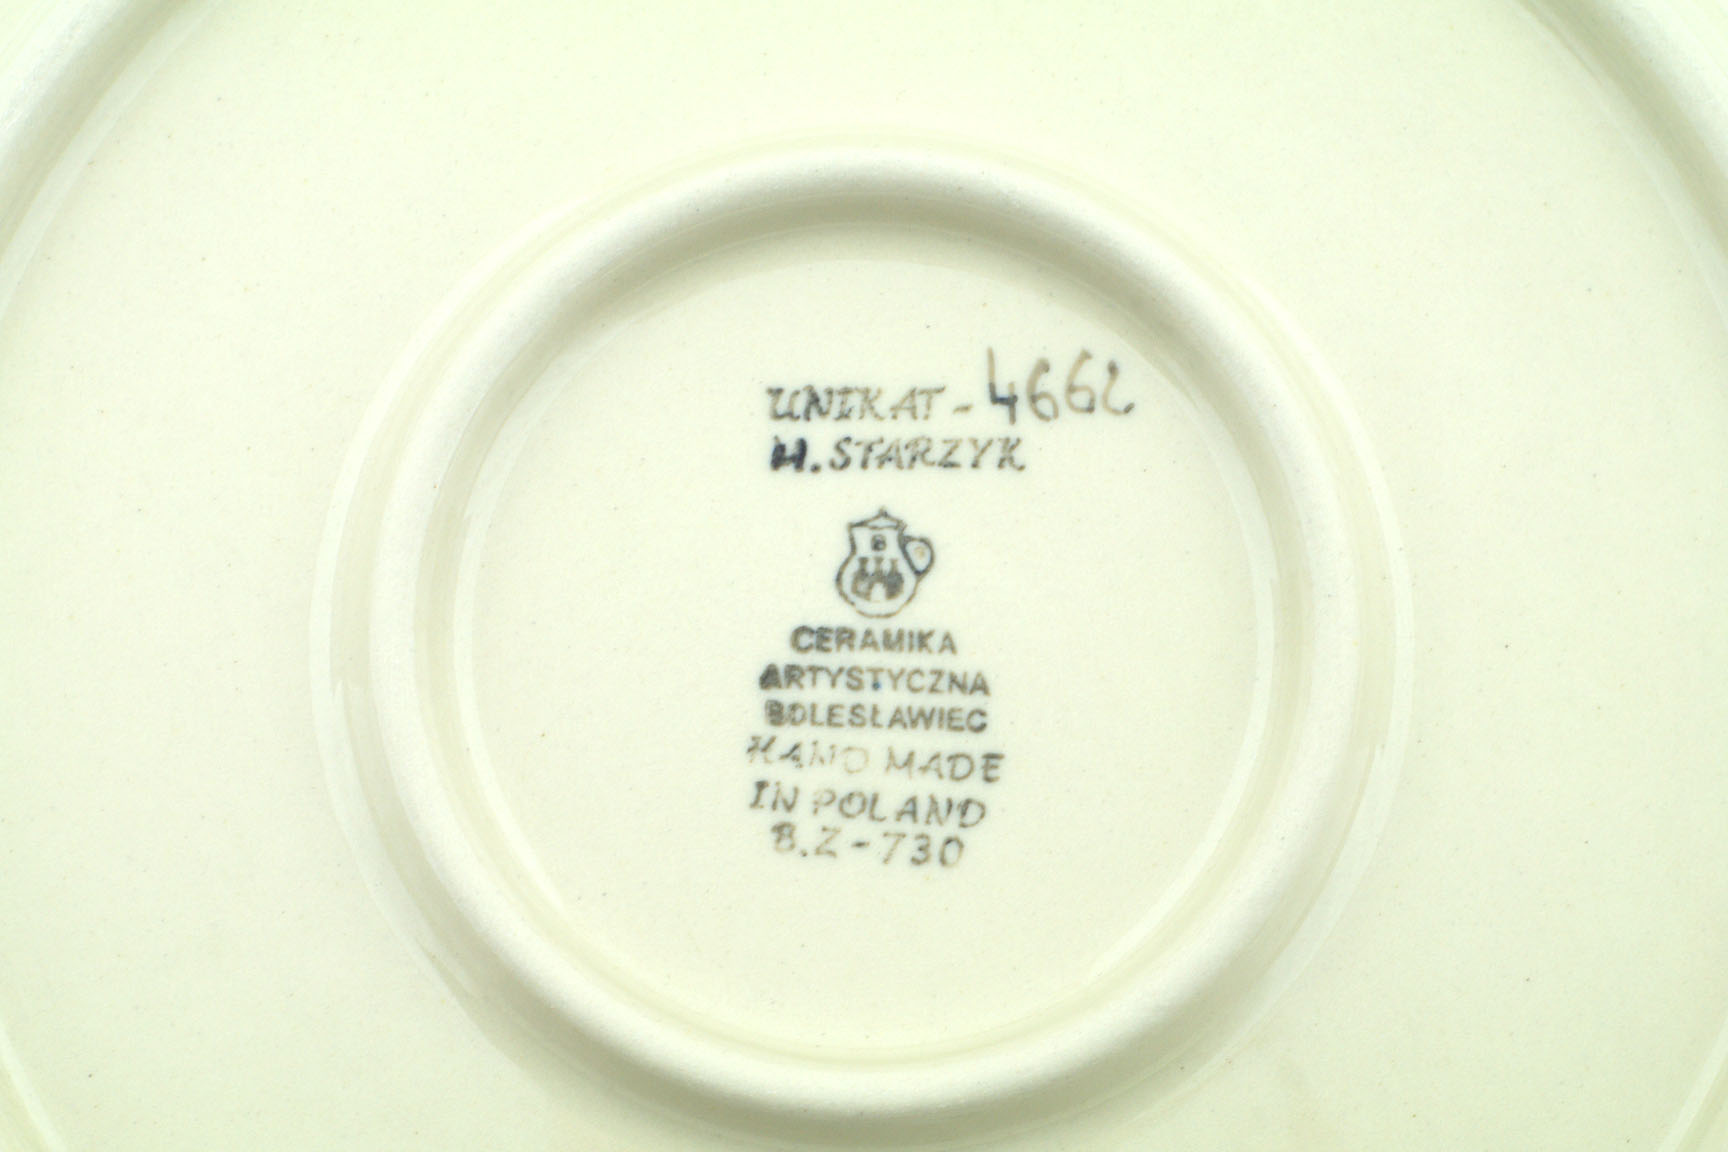 UNIKAT - 4662
M. STARZYK
CERAMIKA
ARTYSTYCZNA
BOLESŁAWIEC
HAND MADE
IN POLAND
B.Z - 730